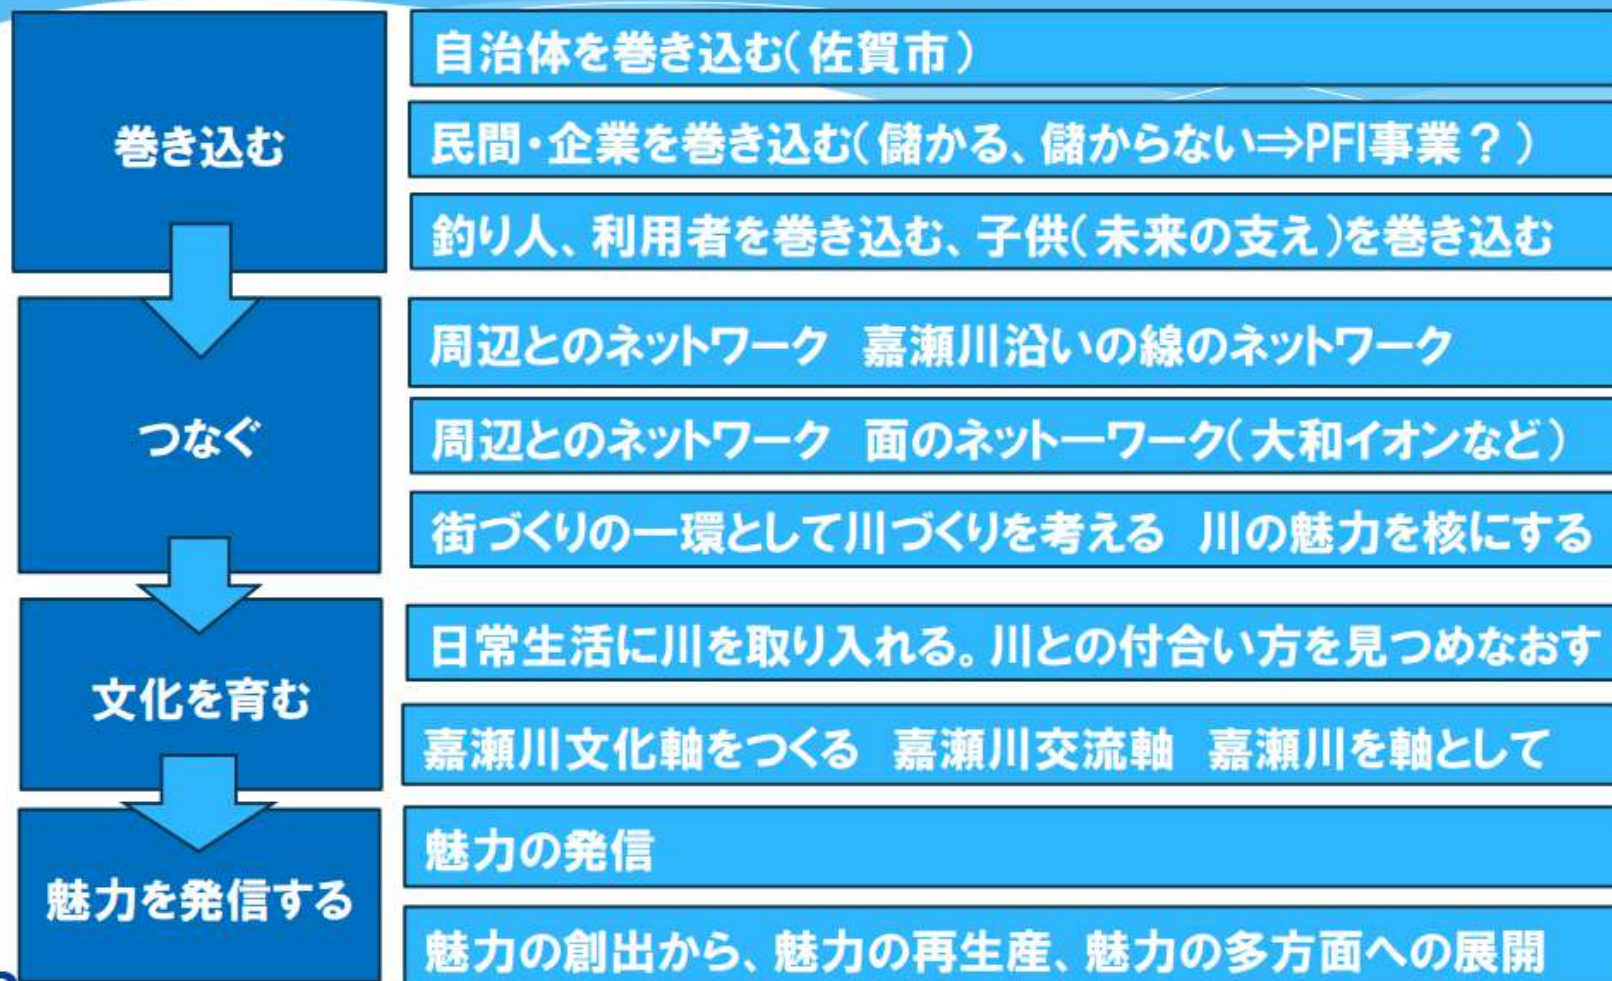 巻き込む
自治体を巻き込む(佐賀市)
民間・企業を巻き込む(儲かる、儲からない⇒PFI事業?)
釣り人、利用者を巻き込む、子供(未来の支え)を巻き込む
つなぐ
周辺とのネットワーク　嘉瀬川沿いの線のネットワーク
周辺とのネットワーク　面のネットーワーク(大和イオンなど)
街づくりの一環として川づくりを考える　川の魅力を核にする
文化を育む
日常生活に川を取り入れる。川との付合い方を見つめなおす
嘉瀬川文化軸をつくる　嘉瀬川交流軸　嘉瀬川を軸として
魅力を発信する
魅力の発信
魅力の創出から、魅力の再生産、魅力の多方面への展開